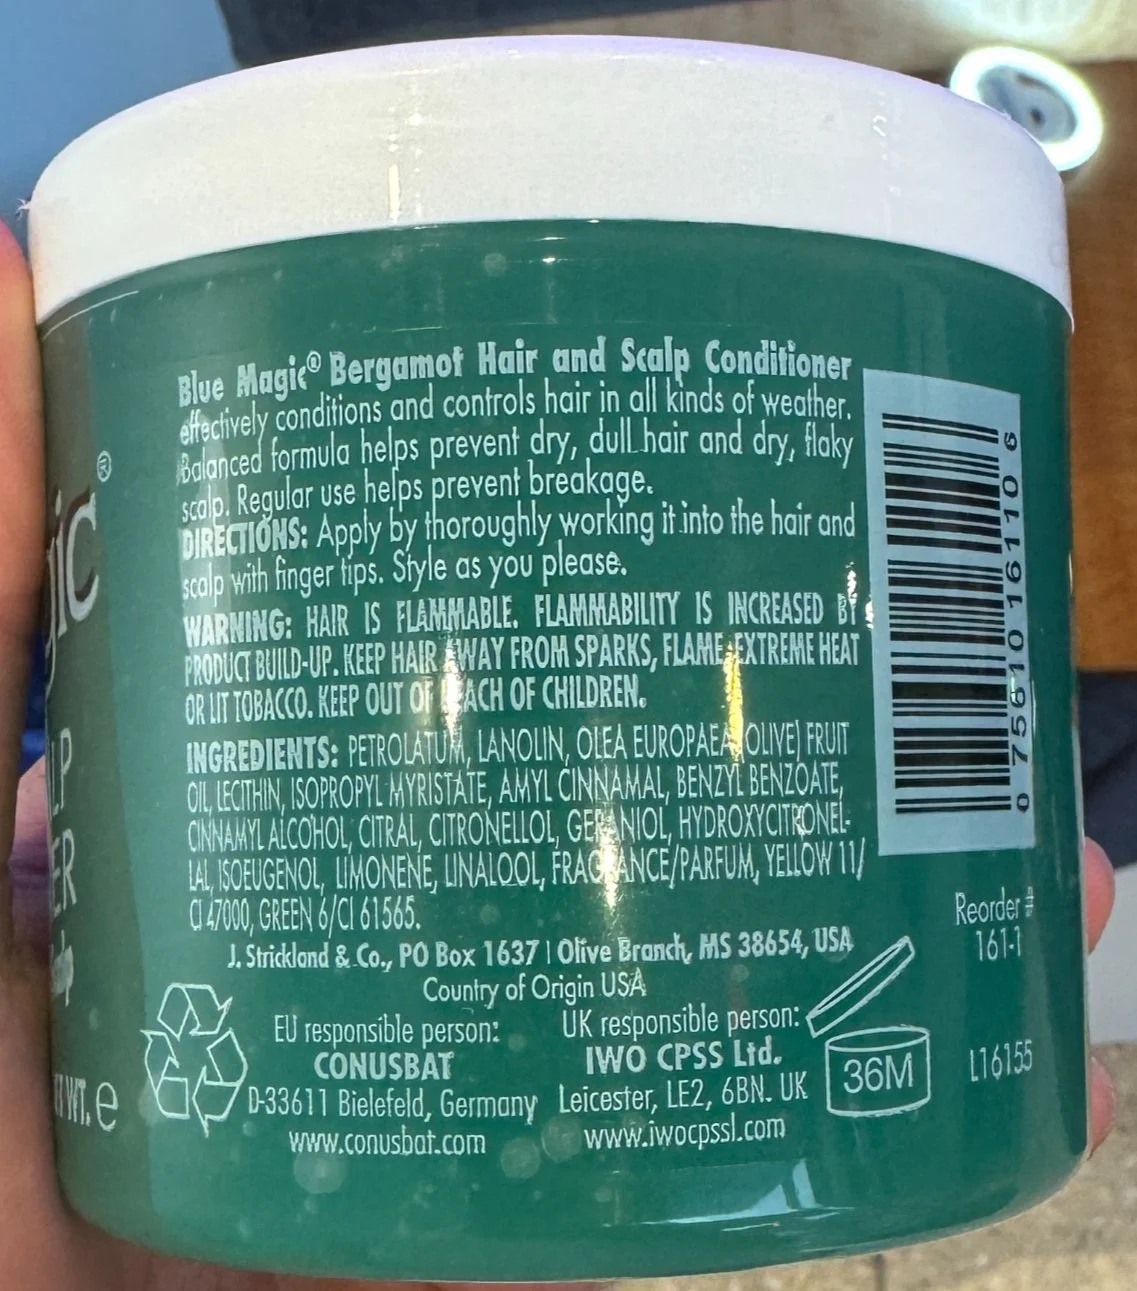 Blue Magic® Bergamot Hair and Scalp Conditioner
effectively conditions and controls hair in all kinds of weather.
Balanced formula helps prevent dry, dull hair and dry, flaky
scalp. Regular use helps prevent breakage.
DIRECTIONS: Apply by thoroughly working it into the hair and
scalp with finger tips. Style as you please.
WARNING: HAIR IS FLAMMABLE. FLAMMABILITY IS INCREASED BY
PRODUCT BUILD-UP. KEEP HAIR AWAY FROM SPARKS, FLAME, EXTREME HEAT
OR LIT TOBACCO. KEEP OUT OF REACH OF CHILDREN.
INGREDIENTS: PETROLATUM, LANOLIN, OLEA EUROPAEA (OLIVE) FRUIT
OIL, LECITHIN, ISOPROPYL MYRISTATE, AMYL CINNAMAL, BENZYL BENZOATE,
CINNAMYL ALCOHOL, CITRAL, CITRONELLOL, GERANIOL, HYDROXYCITRONEL-
LAL, ISOEUGENOL, LIMONENE, LINALOOL, FRAGRANCE/PARFUM, YELLOW 11/
CI 47000, GREEN 6/CI 61565.
J. Strickland & Co., PO Box 1637 | Olive Branch, MS 38654, USA
Country of Origin USA
EU responsible person:
CONUSBAT
D-33611 Bielefeld, Germany
www.conusbat.com
UK responsible person:
IWO CPSS Ltd.
Leicester, LE2, 6BN. UK
www.iwocpssl.com
36M
0 75610 16110 6
Reorder #
161-1
L16155
gic®
WT. e